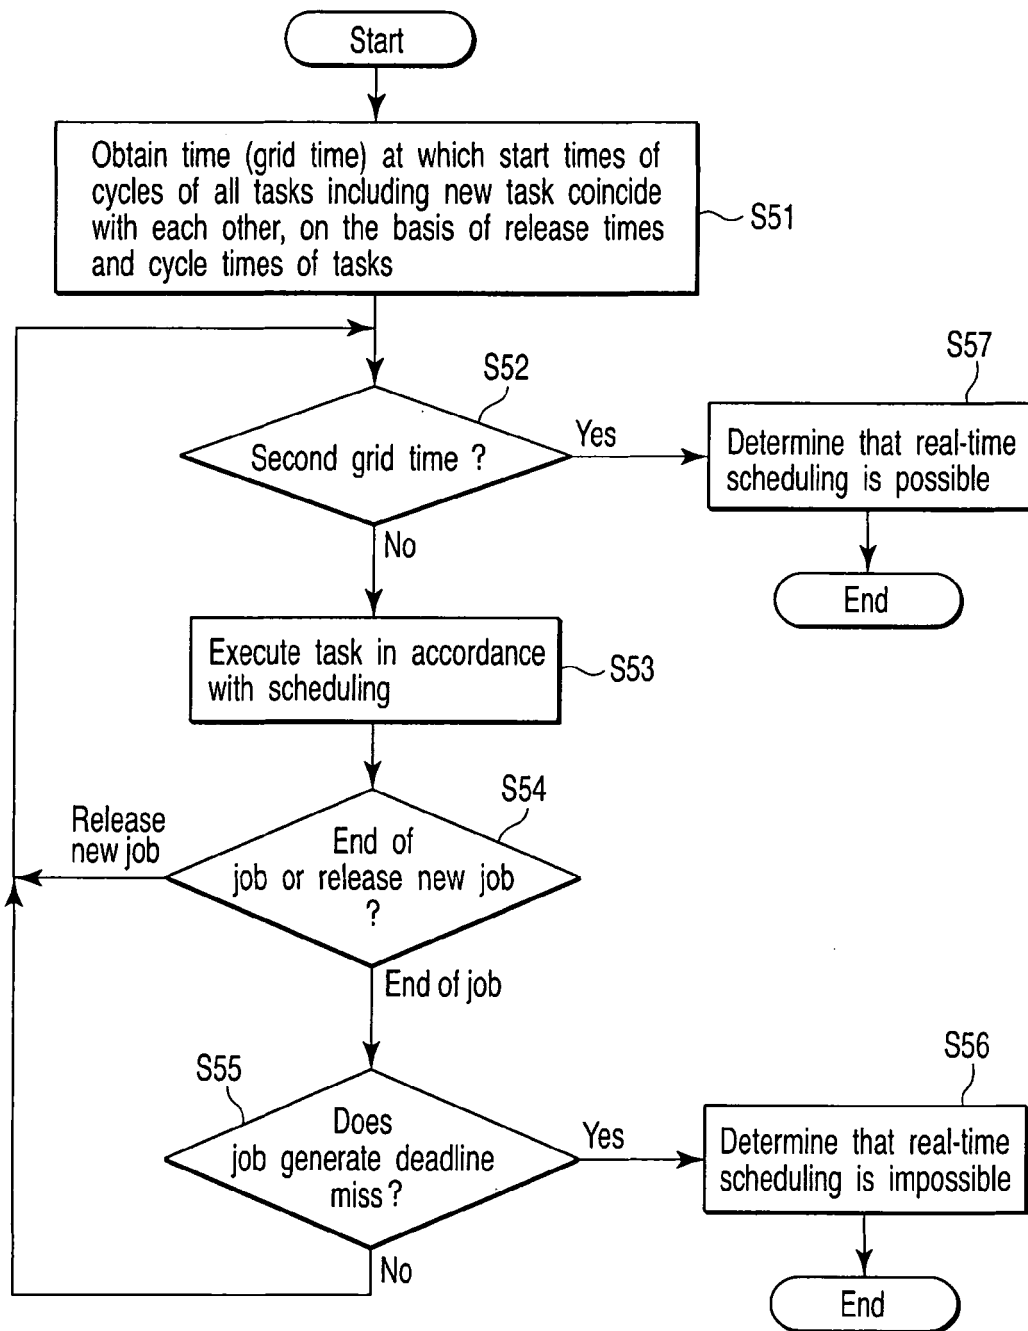 Start
Obtain time (grid time) at which start times of
cycles of all tasks including new task coincide
with each other, on the basis of release times
and cycle times of tasks
S51
S52
Second grid time ?
Yes
No
S57
Determine that real-time
scheduling is possible
End
Execute task in accordance
with scheduling
S53
S54
End of
job or release new job
?
Release
new job
End of job
S55
Does
job generate deadline
miss ?
Yes
No
S56
Determine that real-time
scheduling is impossible
End